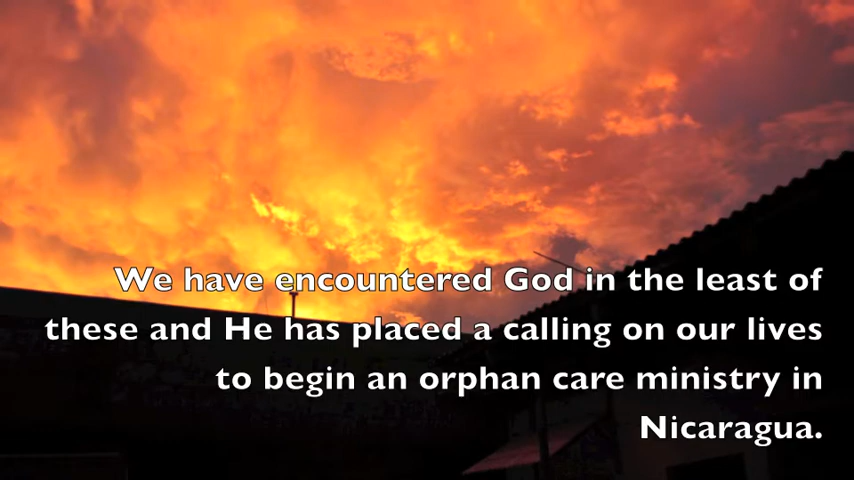 We have encountered God in the least of
these and He has placed a calling on our lives
to begin an orphan care ministry in
Nicaragua.